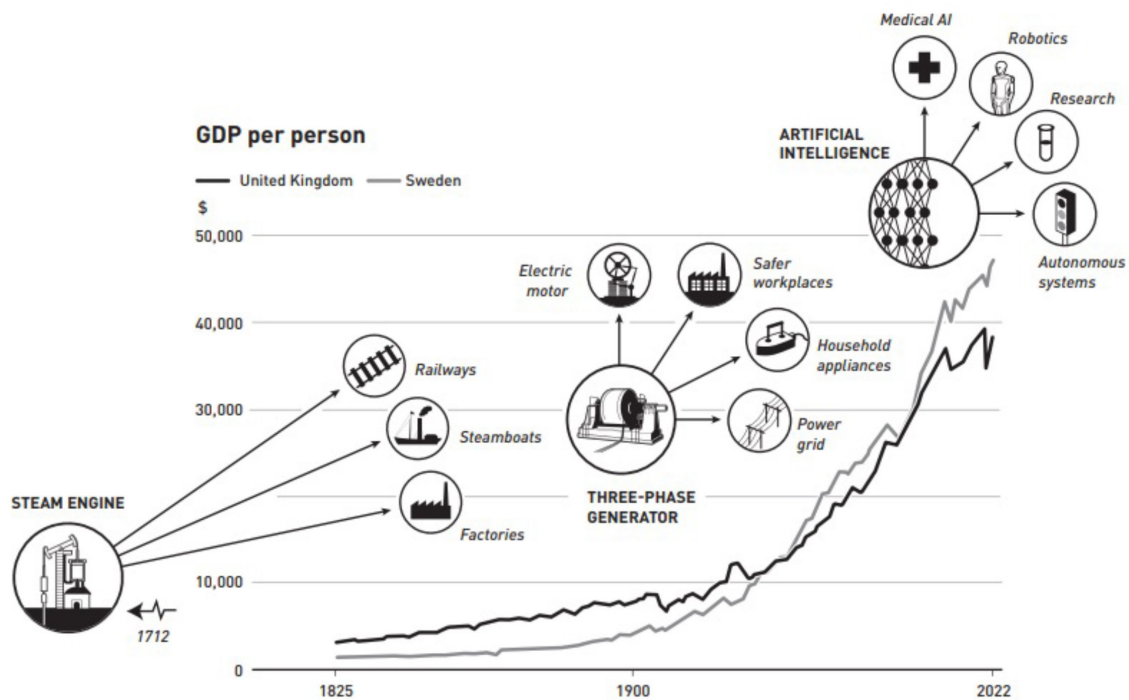 Medical AI
Robotics
Research
ARTIFICIAL
INTELLIGENCE
Autonomous
systems
GDP per person
United Kingdom
Sweden
$
50,000
40,000
30,000
10,000
0
Electric
motor
Safer
workplaces
Household
appliances
Power
grid
THREE-PHASE
GENERATOR
Railways
Steamboats
Factories
STEAM ENGINE
1712
1825
1900
2022